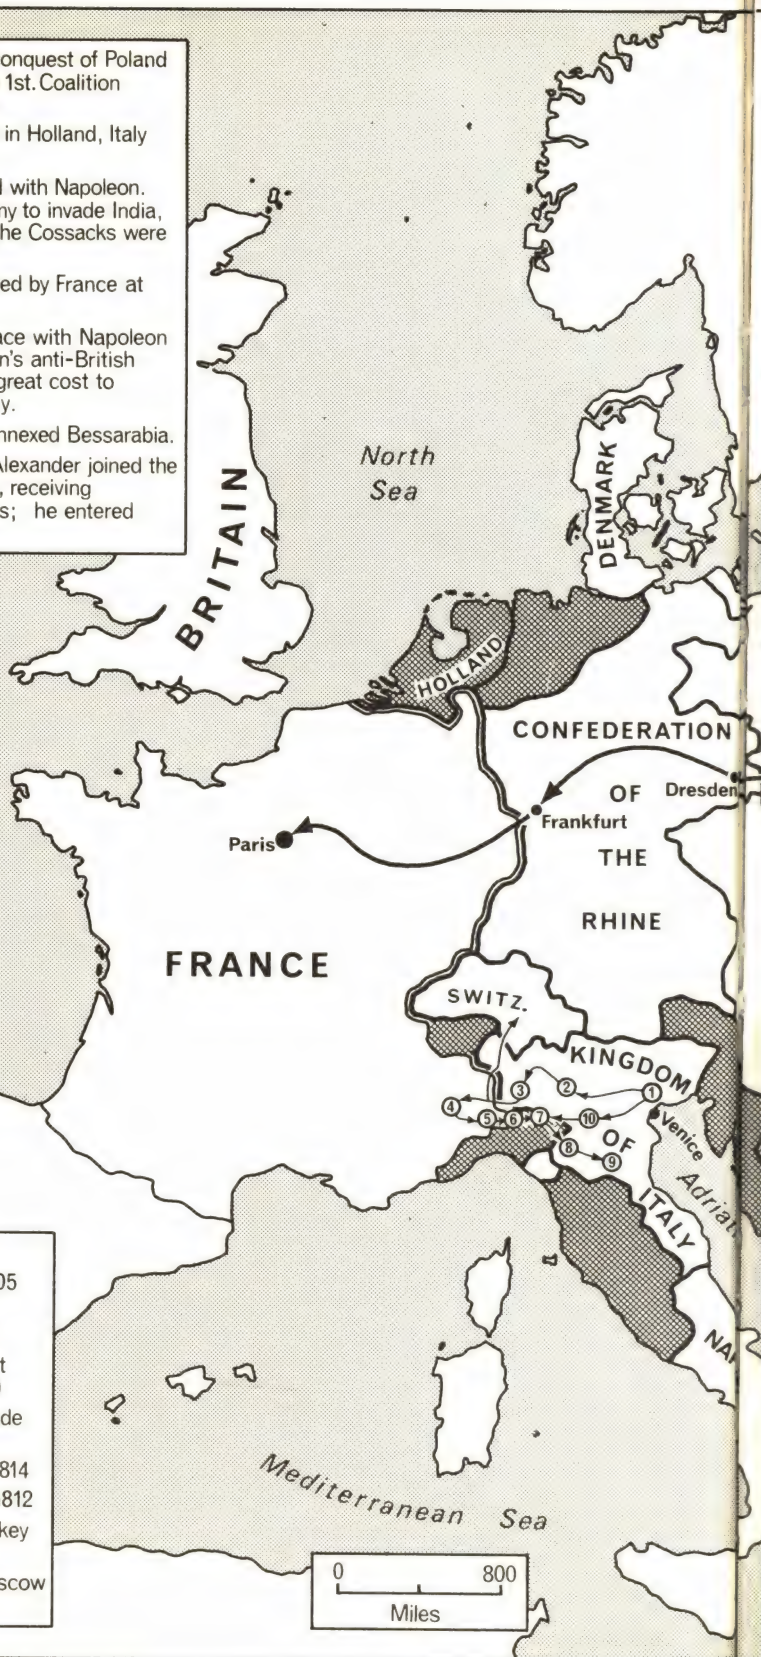 onquest of Poland
1st. Coalition
in Holland, Italy
with Napoleon.
ny to invade India,
he Cossacks were
ed by France at
ace with Napoleon
n's anti-British
great cost to
y.
nnexed Bessarabia.
Alexander joined the
, receiving
s; he entered
North
Sea
BRITAIN
DENMARK
HOLLAND
CONFEDERATION
OF
Dresden
Frankfurt
Paris
THE
RHINE
FRANCE
SWITZ.
KINGDOM
3
2
1
4
5
6
7
10
OF
Venice
8
9
Adriat
ITALY
NA
05
t
de
814
812
key
scow
Mediterranean Sea
0 800
Miles